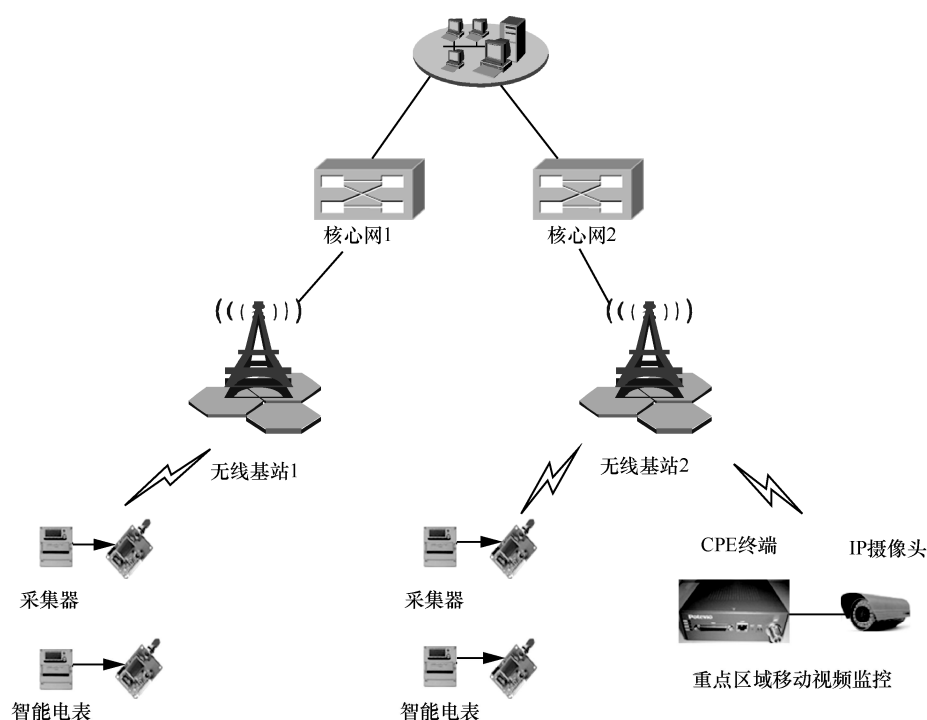 核心网1
核心网2
无线基站1
无线基站2
CPE终端
IP摄像头
采集器
采集器
重点区域移动视频监控
智能电表
智能电表